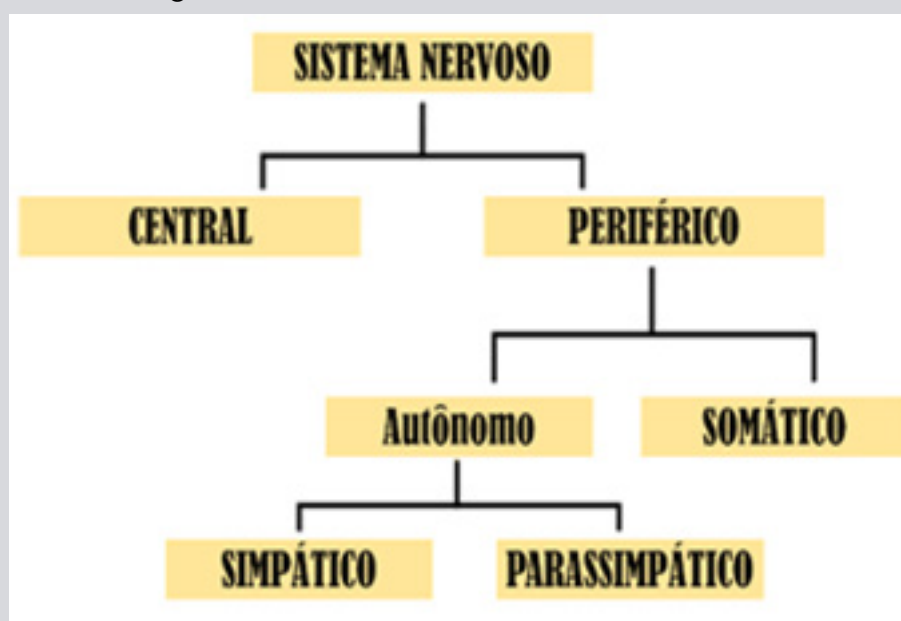 SISTEMA NERVOSO
CENTRAL
PERIFÉRICO
Autônomo
SOMÁTICO
SIMPÁTICO
PARASSIMPÁTICO